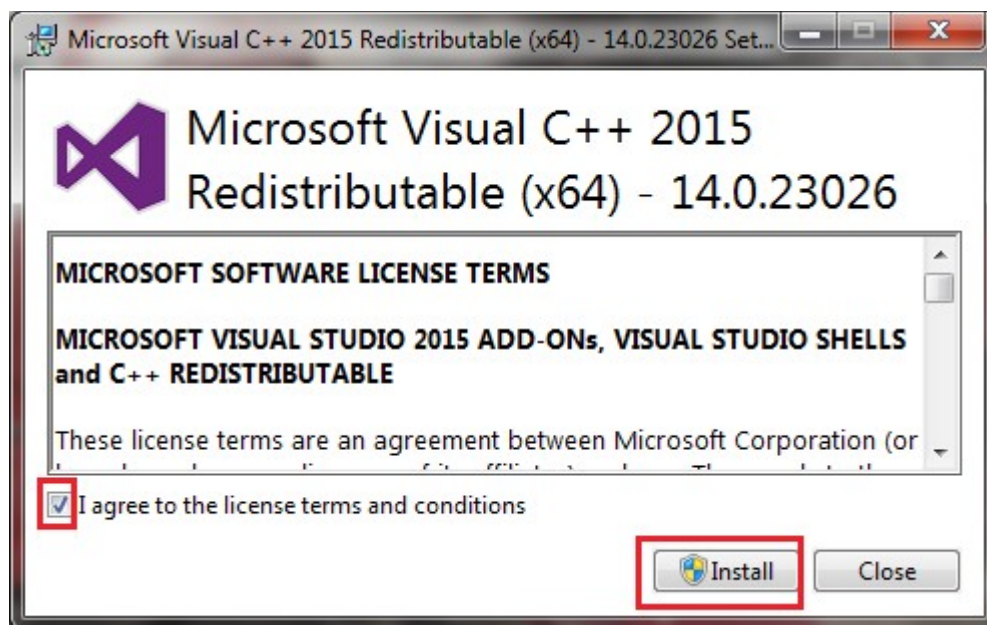 Microsoft Visual C++ 2015 Redistributable (x64) - 14.0.23026 Set...
Microsoft Visual C++ 2015
Redistributable (x64) - 14.0.23026
MICROSOFT SOFTWARE LICENSE TERMS
MICROSOFT VISUAL STUDIO 2015 ADD-ONs, VISUAL STUDIO SHELLS
and C++ REDISTRIBUTABLE
These license terms are an agreement between Microsoft Corporation (or
I agree to the license terms and conditions
Install Close